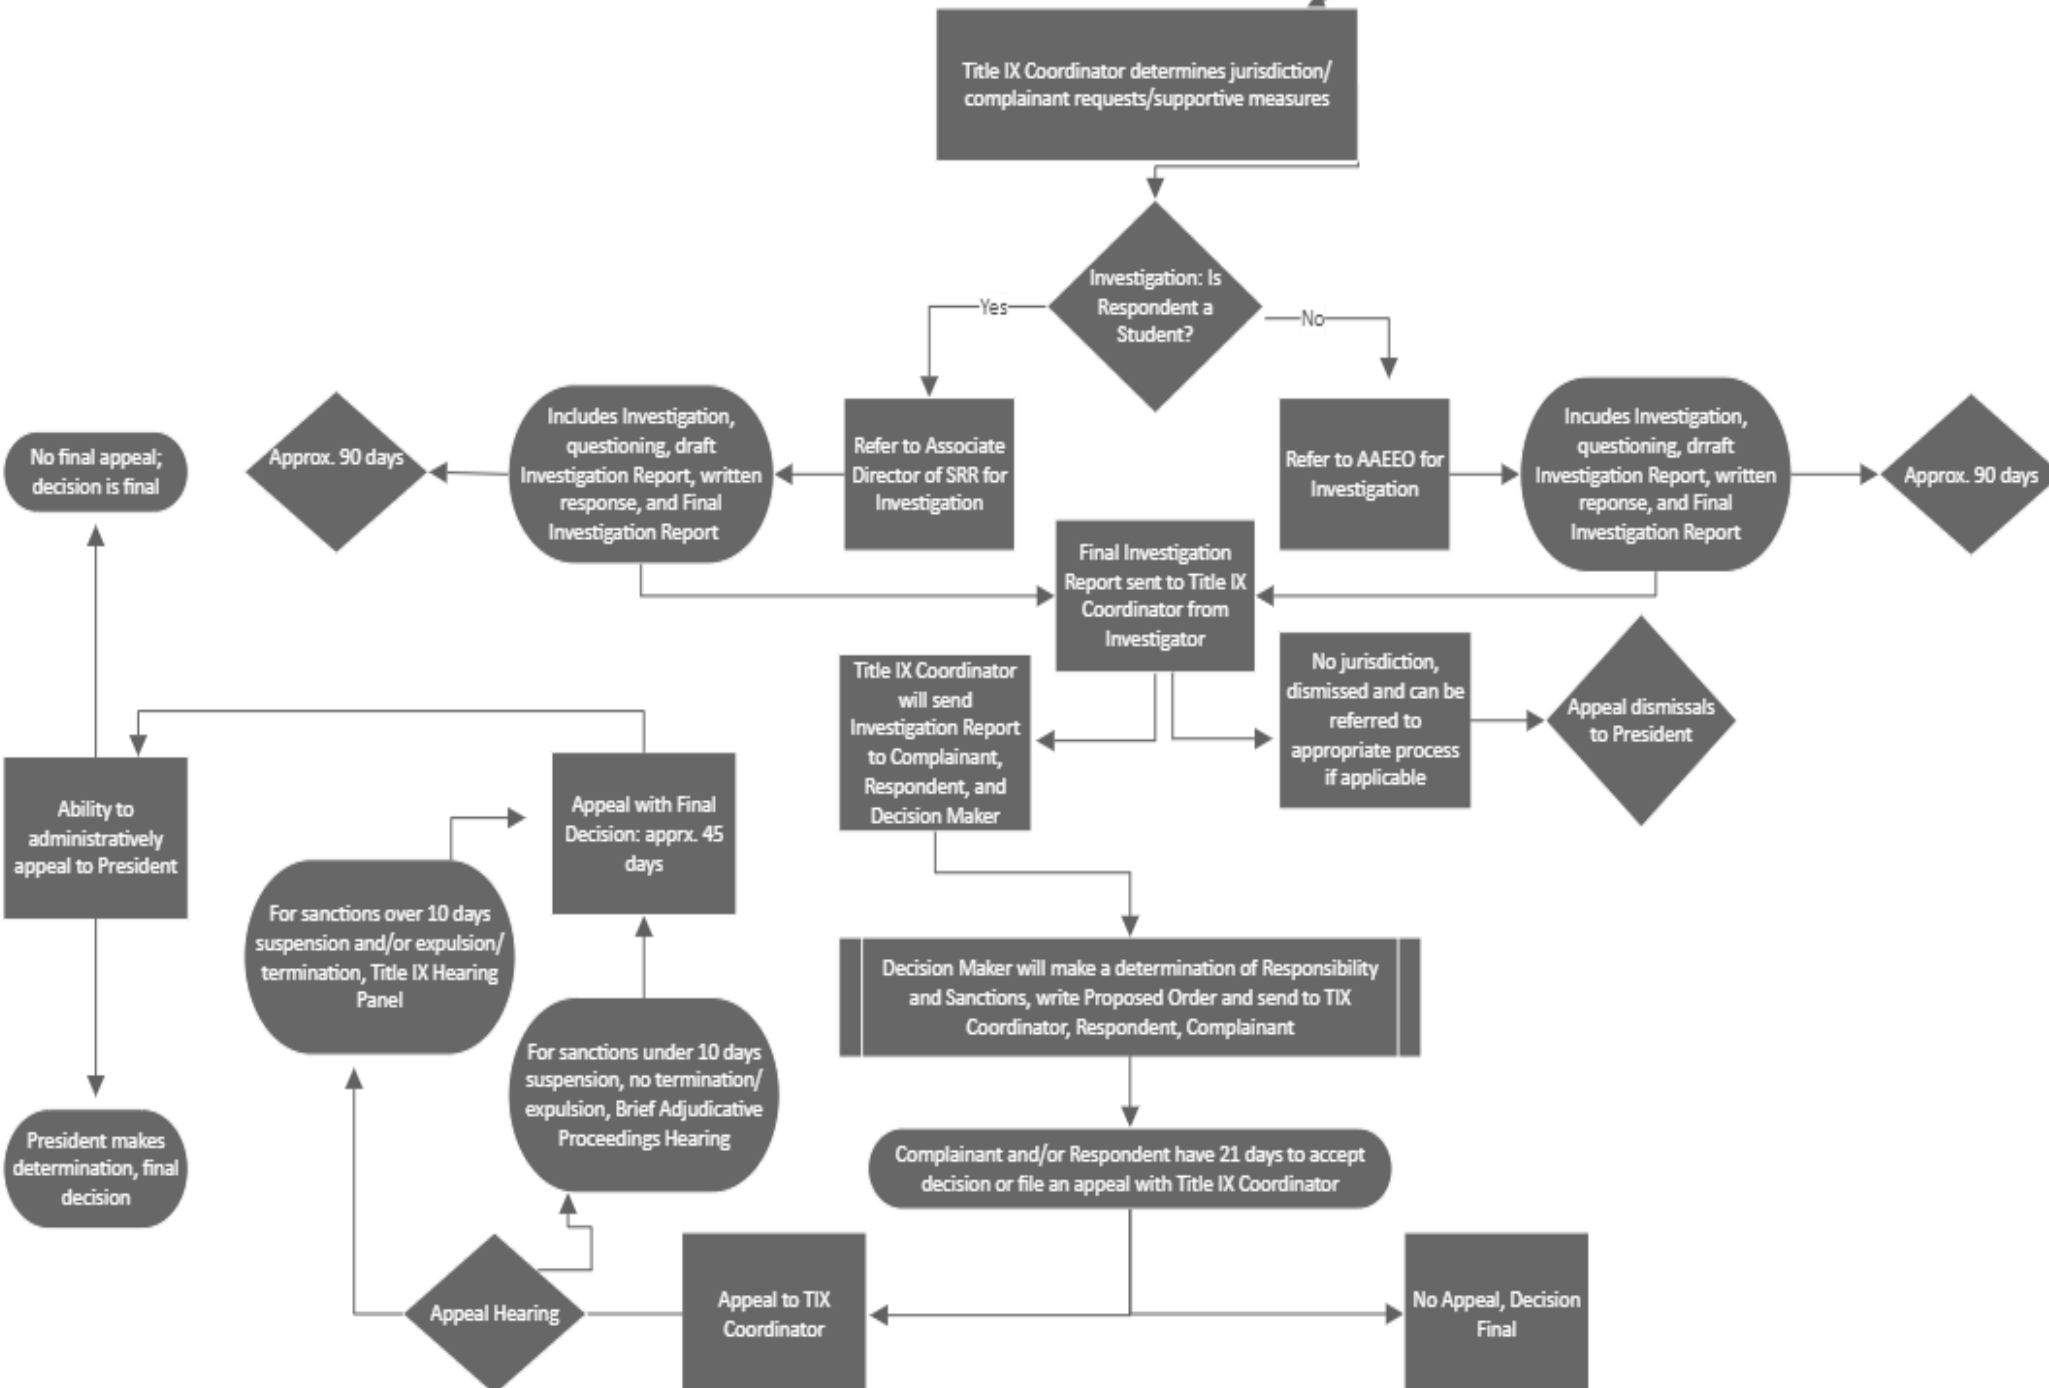 Title IX Coordinator determines jurisdiction/
complainant requests/supportive measures
Investigation: Is
Respondent a
Student?
Yes
No
No final appeal;
decision is final
Approx. 90 days
Includes Investigation,
questioning, draft
Investigation Report, written
response, and Final
Investigation Report
Refer to Associate
Director of SRR for
Investigation
Refer to AAEEO for
Investigation
Incudes Investigation,
questioning, drraft
Investigation Report, written
reponse, and Final
Investigation Report
Approx. 90 days
Final Investigation
Report sent to Title IX
Coordinator from
Investigator
Title IX Coordinator
will send
Investigation Report
to Complainant,
Respondent, and
Decision Maker
No jurisdiction,
dismissed and can be
referred to
appropriate process
if applicable
Appeal dismissals
to President
Ability to
administratively
appeal to President
Appeal with Final
Decision: apprx. 45
days
For sanctions over 10 days
suspension and/or expulsion/
termination, Title IX Hearing
Panel
Decision Maker will make a determination of Responsibility
and Sanctions, write Proposed Order and send to TIX
Coordinator, Respondent, Complainant
For sanctions under 10 days
suspension, no termination/
expulsion, Brief Adjudicative
Proceedings Hearing
President makes
determination, final
decision
Complainant and/or Respondent have 21 days to accept
decision or file an appeal with Title IX Coordinator
Appeal Hearing
Appeal to TIX
Coordinator
No Appeal, Decision
Final